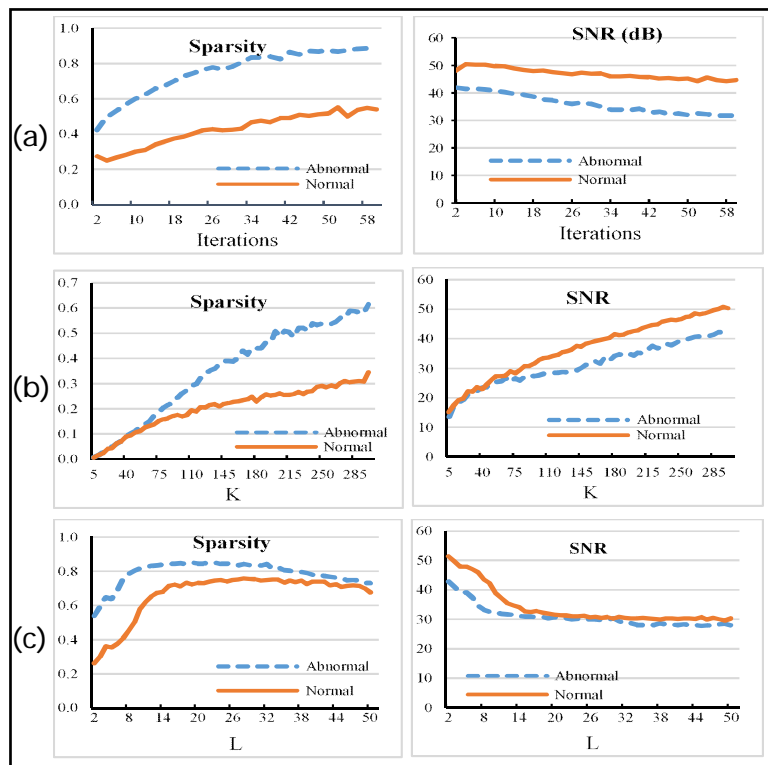 (a)
Sparsity
1.0
0.8
0.6
0.4
0.2
0.0
Abnormal
Normal
2 10 18 26 34 42 50 58
Iterations
SNR (dB)
60
50
40
30
20
10
0
Abnormal
Normal
2 10 18 26 34 42 50 58
Iterations
(b)
Sparsity
0.7
0.6
0.5
0.4
0.3
0.2
0.1
0.0
Abnormal
Normal
5 40 75 110 145 180 215 250 285
K
SNR
60
50
40
30
20
10
0
Abnormal
Normal
5 40 75 110 145 180 215 250 285
K
(c)
Sparsity
1.0
0.8
0.6
0.4
0.2
0.0
Abnormal
Normal
2 8 14 20 26 32 38 44 50
L
SNR
60
50
40
30
20
10
0
Abnormal
Normal
2 8 14 20 26 32 38 44 50
L